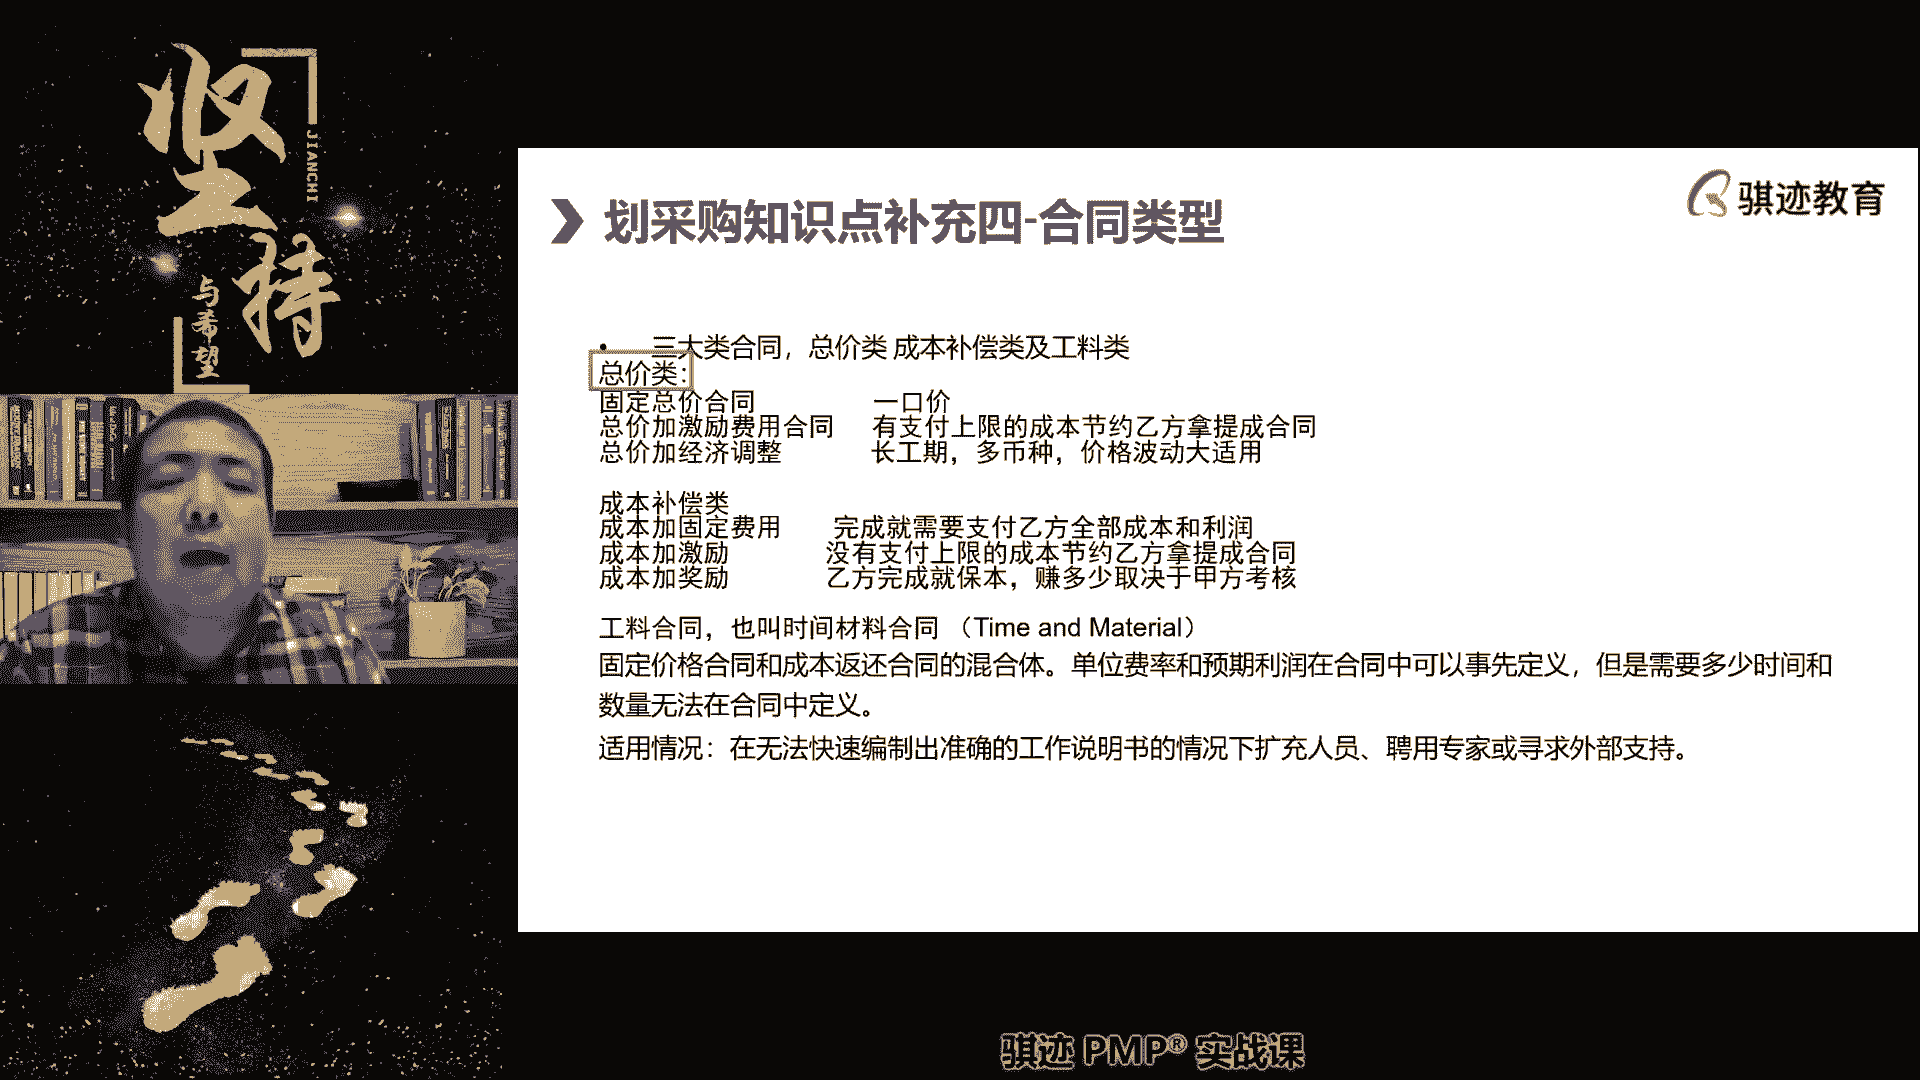 坚持
JIANCHI
与希望
骐迹教育
划采购知识点补充四-合同类型
• 三大类合同，总价类 成本补偿类及工料类
总价类：
固定总价合同 一口价
总价加激励费用合同 有支付上限的成本节约乙方拿提成合同
总价加经济调整 长工期，多币种，价格波动大适用
成本补偿类
成本加固定费用 完成就需要支付乙方全部成本和利润
成本加激励 没有支付上限的成本节约乙方拿提成合同
成本加奖励 乙方完成就保本，赚多少取决于甲方考核
工料合同，也叫时间材料合同 （Time and Material）
固定价格合同和成本返还合同的混合体。单位费率和预期利润在合同中可以事先定义，但是需要多少时间和
数量无法在合同中定义。
适用情况：在无法快速编制出准确的工作说明书的情况下扩充人员、聘用专家或寻求外部支持。
骐迹 PMP® 实战课